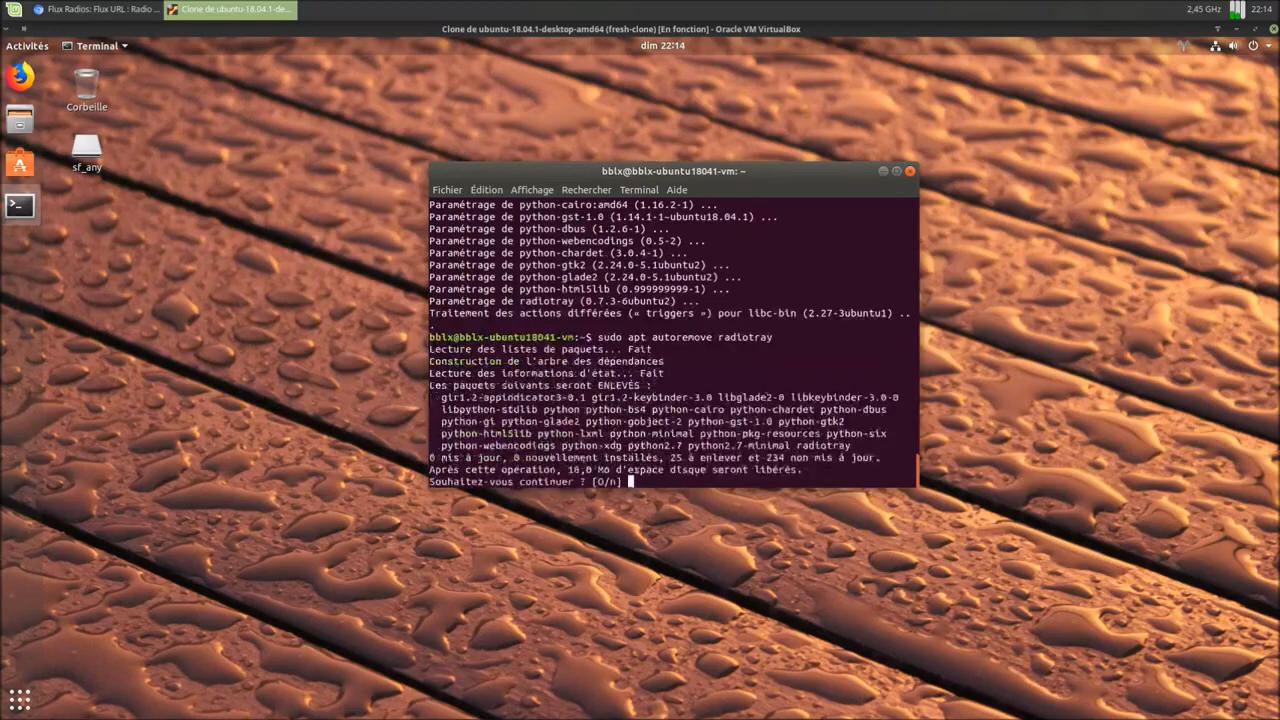 Flux Radios: Flux URL : Radio ...
Clone de ubuntu-18.04.1-de...
2,45 GHz
22:14
Clone de ubuntu-18.04.1-desktop-amd64 (fresh-clone) [En fonction] - Oracle VM VirtualBox
Activités
Terminal
dim 22:14
Corbeille
sf_any
bblx@bblx-ubuntu18041-vm: ~
Fichier Édition Affichage Rechercher Terminal Aide
Paramétrage de python-cairo:amd64 (1.16.2-1) ...
Paramétrage de python-gst-1.0 (1.14.1-1~ubuntu18.04.1) ...
Paramétrage de python-dbus (1.2.6-1) ...
Paramétrage de python-webencodings (0.5-2) ...
Paramétrage de python-chardet (3.0.4-1) ...
Paramétrage de python-gtk2 (2.24.0-5.1ubuntu2) ...
Paramétrage de python-glade2 (2.24.0-5.1ubuntu2) ...
Paramétrage de python-html5lib (0.999999999-1) ...
Paramétrage de radiotray (0.7.3-6ubuntu2) ...
Traitement des actions différées (« triggers ») pour libc-bin (2.27-3ubuntu1) ..
.
bblx@bblx-ubuntu18041-vm:~$ sudo apt autoremove radiotray
Lecture des listes de paquets... Fait
Construction de l'arbre des dépendances
Lecture des informations d'état... Fait
Les paquets suivants seront ENLEVÉS :
gir1.2-appindicator3-0.1 gir1.2-keybinder-3.0 libglade2-0 libkeybinder-3.0-0
libpython-stdlib python python-bs4 python-cairo python-chardet python-dbus
python-gi python-glade2 python-gobject-2 python-gst-1.0 python-gtk2
python-html5lib python-lxml python-minimal python-pkg-resources python-six
python-webencodings python-xdg python2.7 python2.7-minimal radiotray
0 mis à jour, 0 nouvellement installés, 25 à enlever et 234 non mis à jour.
Après cette opération, 18,0 Mo d'espace disque seront libérés.
Souhaitez-vous continuer ? [O/n]